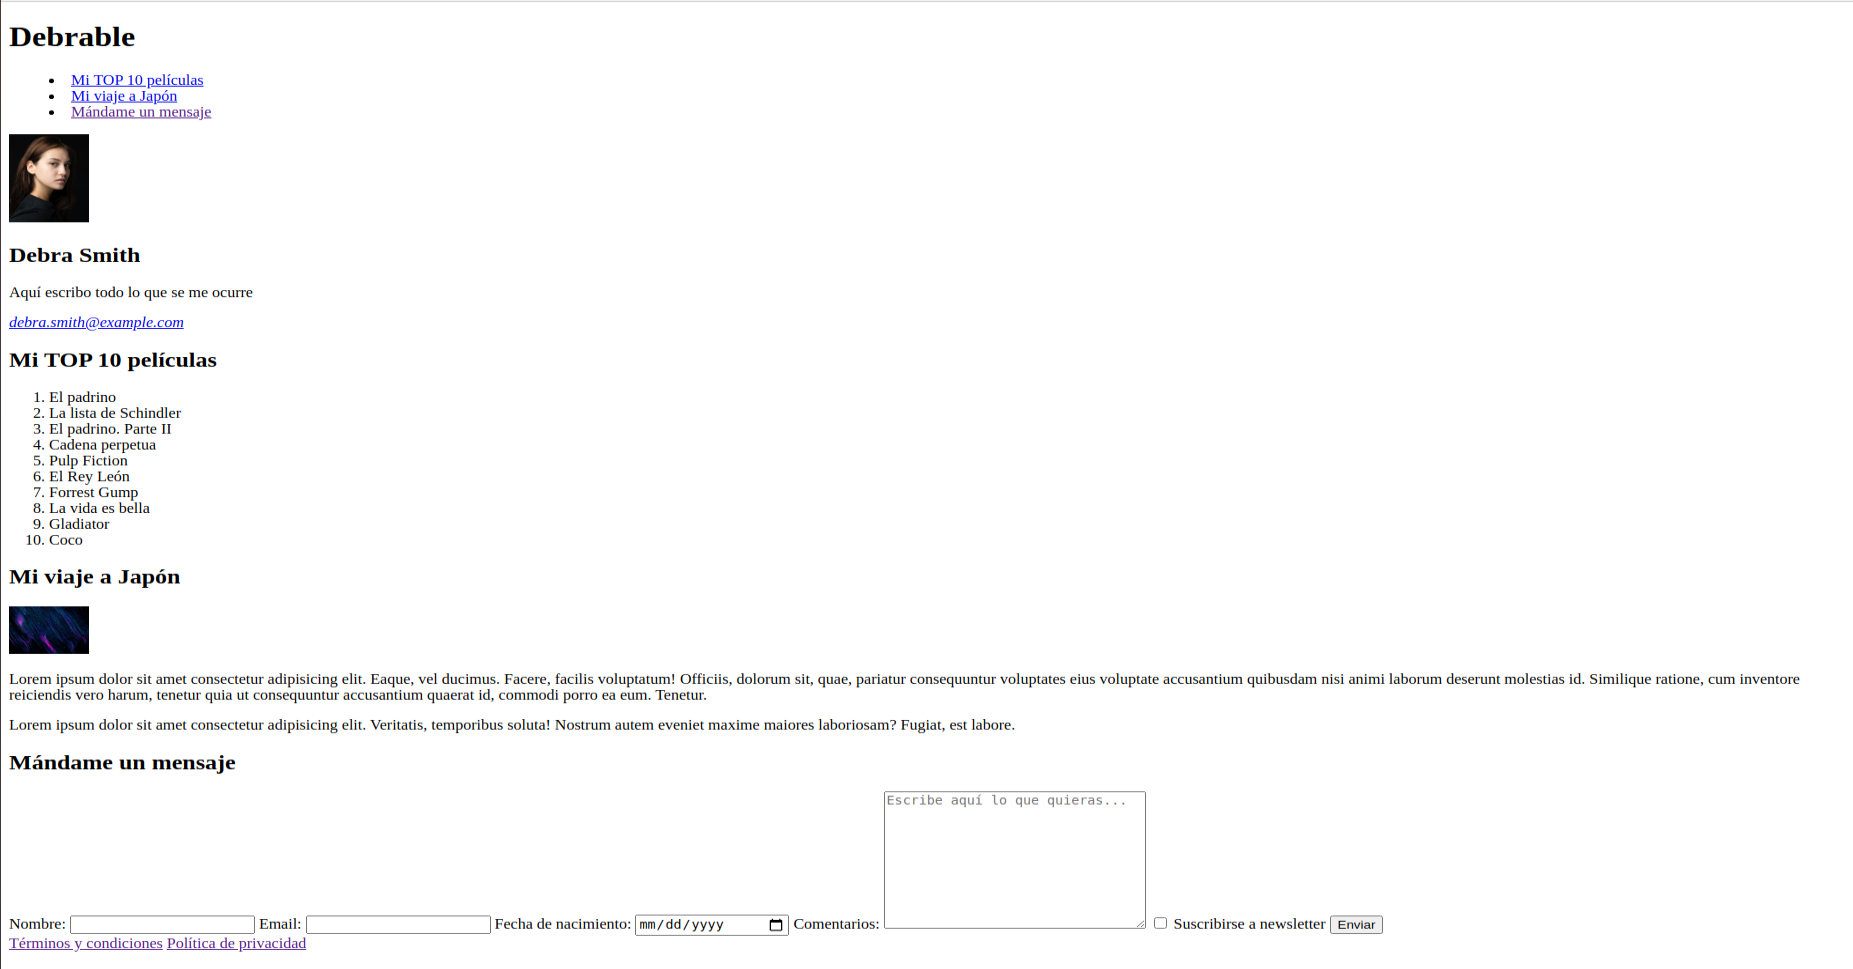 Debrable
Mi TOP 10 películas
Mi viaje a Japón
Mándame un mensaje
Debra Smith
Aquí escribo todo lo que se me ocurre
debra.smith@example.com
Mi TOP 10 películas
1. El padrino
2. La lista de Schindler
3. El padrino. Parte II
4. Cadena perpetua
5. Pulp Fiction
6. El Rey León
7. Forrest Gump
8. La vida es bella
9. Gladiator
10. Coco
Mi viaje a Japón
Lorem ipsum dolor sit amet consectetur adipisicing elit. Eaque, vel ducimus. Facere, facilis voluptatum! Officiis, dolorum sit, quae, pariatur consequuntur voluptates eius voluptate accusantium quibusdam nisi animi laborum deserunt molestias id. Similique ratione, cum inventore
reiciendis vero harum, tenetur quia ut consequuntur accusantium quaerat id, commodi porro ea eum. Tenetur.
Lorem ipsum dolor sit amet consectetur adipisicing elit. Veritatis, temporibus soluta! Nostrum autem eveniet maxime maiores laboriosam? Fugiat, est labore.
Mándame un mensaje
Escribe aquí lo que quieras...
Nombre: Email: Fecha de nacimiento: mm/dd/yyyy Comentarios: Suscribirse a newsletter Enviar
Términos y condiciones Política de privacidad